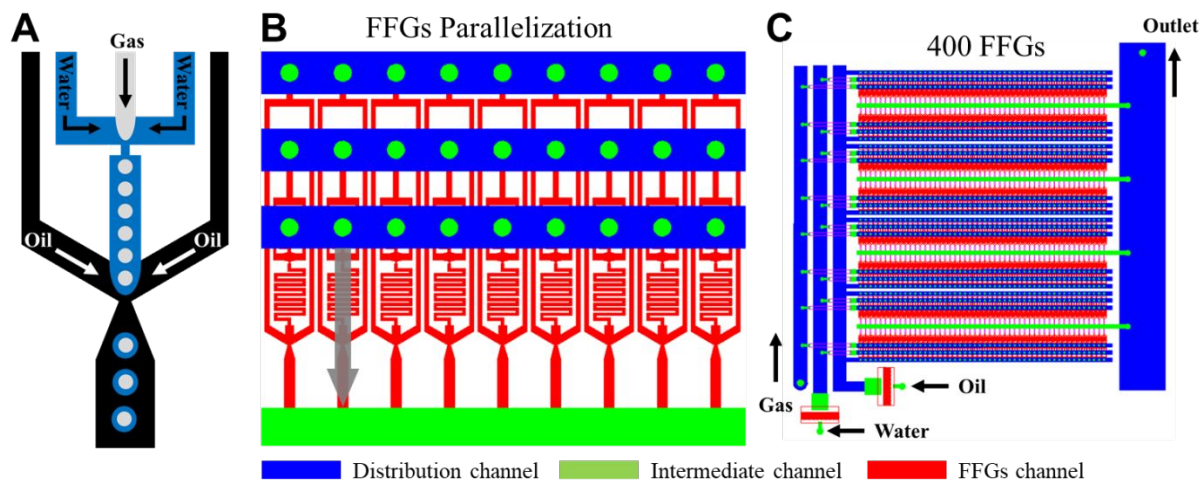 A
Gas
Water
Water
Oil
Oil
B
FFGs Parallelization
C
400 FFGs
Outlet
Gas
Oil
Water
Distribution channel
Intermediate channel
FFGs channel